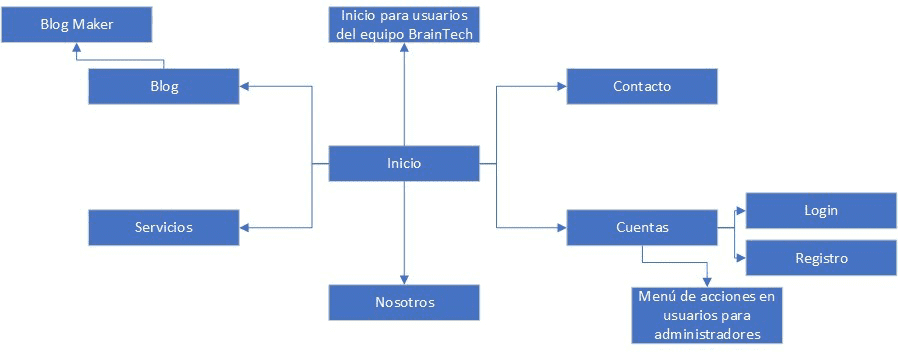 Blog Maker
Inicio para usuarios
del equipo BrainTech
Blog
Contacto
Inicio
Servicios
Cuentas
Login
Registro
Nosotros
Menú de acciones en
usuarios para
administradores